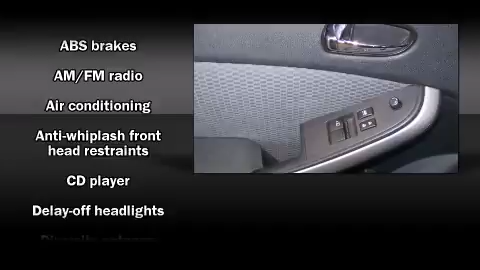 ABS brakes
AM/FM radio
Air conditioning
Anti-whiplash front
head restraints
CD player
Delay-off headlights